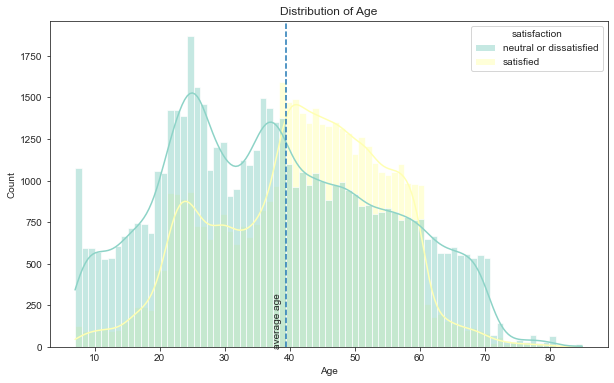 Distribution of Age
satisfaction
neutral or dissatisfied
satisfied
1750
1500
1250
1000
750
500
250
0
Count
average age
10 20 30 40 50 60 70 80
Age